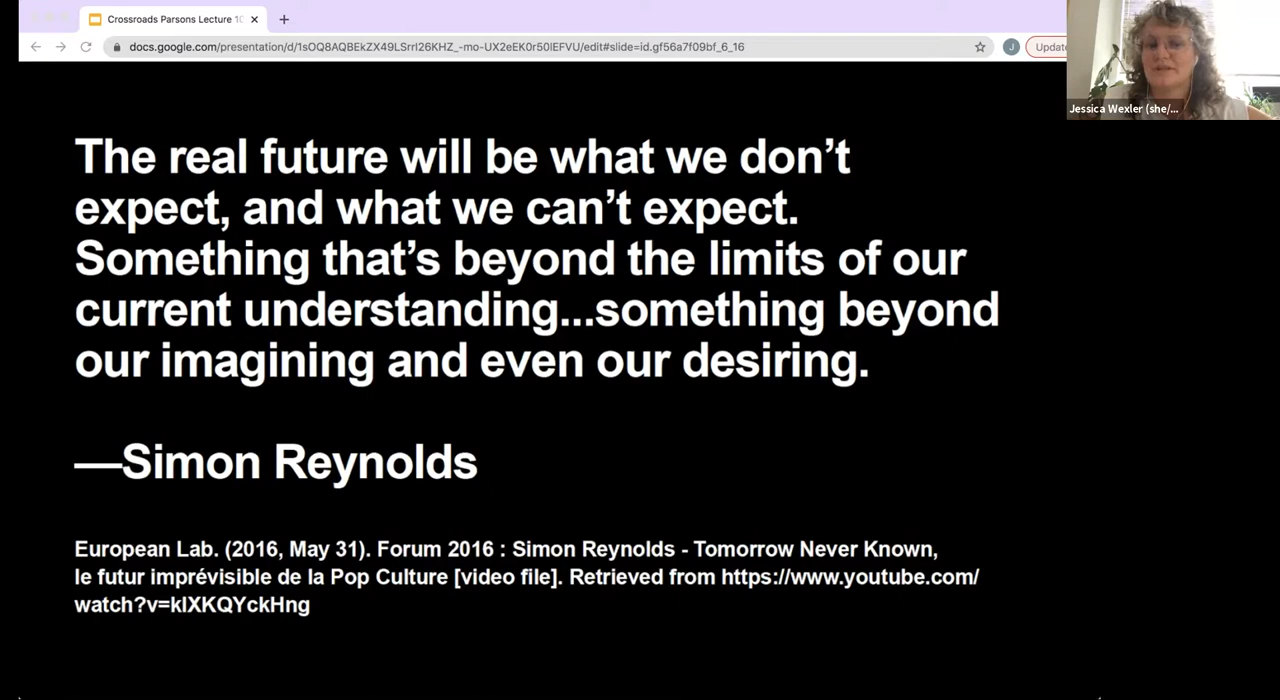 Crossroads Parsons Lecture 10
docs.google.com/presentation/d/1sOQ8AQBEkZX49LSrrI26KHZ_-mo-UX2eEK0r50lEFVU/edit#slide=id.gf56a7f09bf_6_16
J
Update
Jessica Wexler (she/...
The real future will be what we don’t
expect, and what we can’t expect.
Something that’s beyond the limits of our
current understanding...something beyond
our imagining and even our desiring.
—Simon Reynolds
European Lab. (2016, May 31). Forum 2016 : Simon Reynolds - Tomorrow Never Known,
le futur imprévisible de la Pop Culture [video file]. Retrieved from https://www.youtube.com/
watch?v=kIXKQYckHng